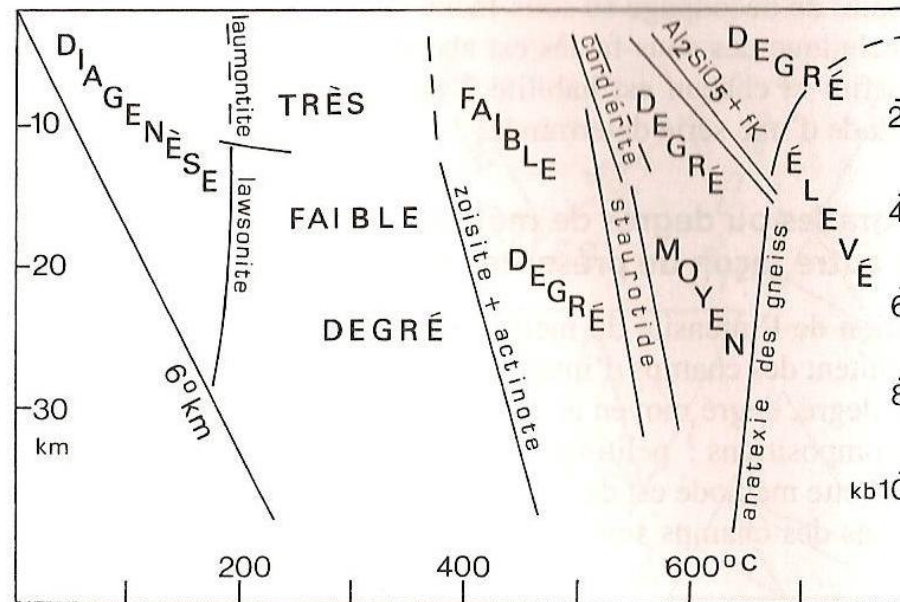 DIAGENÈSE
laumontite
TRÈS
FAIBLE
DEGRÉ
lawsonite
6°km
FAIBLE
DEGRÉ
zoisite + actinote
cordiérite
staurotide
DEGRÉ
MOYEN
Al2SiO5 + fK
anatexie des gneiss
DEGRÉ
ÉLEVÉ
-10
-20
-30
km
2
4
6
8
kb10
200
400
600°C